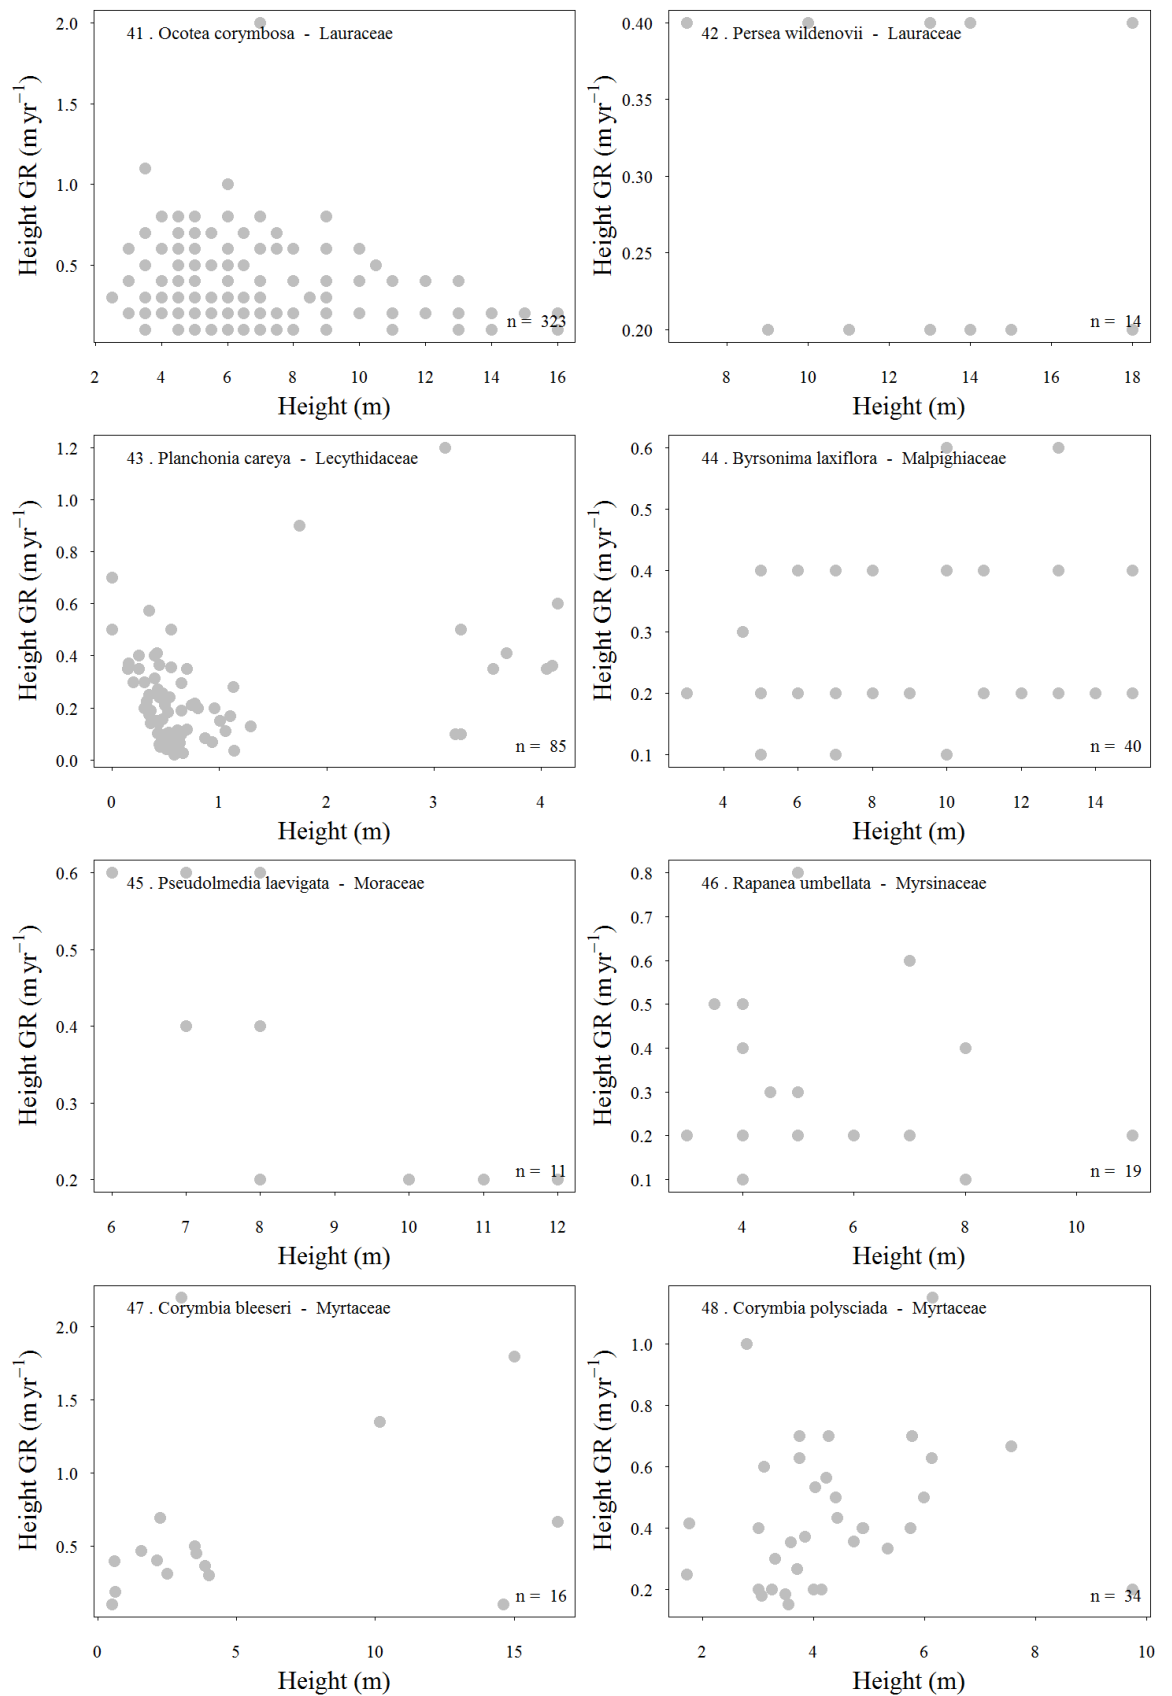 41 . Ocotea corymbosa - Lauraceae
Height GR (m yr−1)
2.0
1.5
1.0
0.5
n = 323
2 4 6 8 10 12 14 16
Height (m)
42 . Persea wildenovii - Lauraceae
Height GR (m yr−1)
0.40
0.35
0.30
0.25
0.20
n = 14
8 10 12 14 16 18
Height (m)
43 . Planchonia careya - Lecythidaceae
Height GR (m yr−1)
1.2
1.0
0.8
0.6
0.4
0.2
0.0
n = 85
0 1 2 3 4
Height (m)
44 . Byrsonima laxiflora - Malpighiaceae
Height GR (m yr−1)
0.6
0.5
0.4
0.3
0.2
0.1
n = 40
4 6 8 10 12 14
Height (m)
45 . Pseudolmedia laevigata - Moraceae
Height GR (m yr−1)
0.6
0.5
0.4
0.3
0.2
n = 11
6 7 8 9 10 11 12
Height (m)
46 . Rapanea umbellata - Myrsinaceae
Height GR (m yr−1)
0.8
0.7
0.6
0.5
0.4
0.3
0.2
0.1
n = 19
4 6 8 10
Height (m)
47 . Corymbia bleeseri - Myrtaceae
Height GR (m yr−1)
2.0
1.5
1.0
0.5
n = 16
0 5 10 15
Height (m)
48 . Corymbia polysciada - Myrtaceae
Height GR (m yr−1)
1.0
0.8
0.6
0.4
0.2
n = 34
2 4 6 8 10
Height (m)